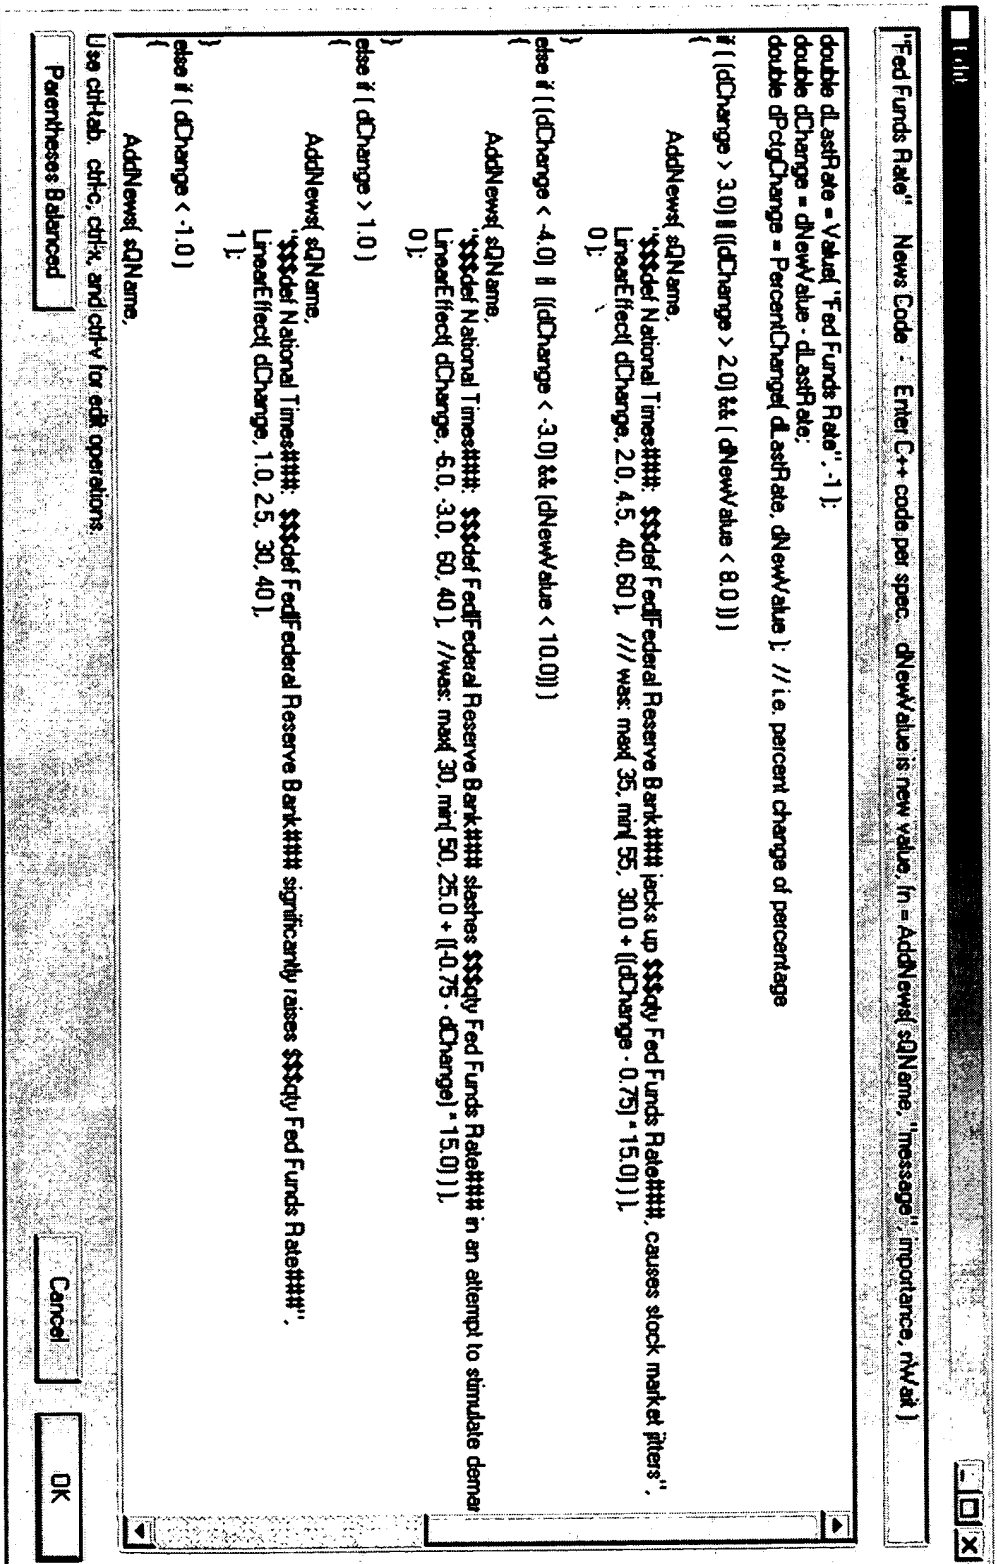 Edit
"Fed Funds Rate" News Code - Enter C++ code per spec. dNewValue is new value, fn = AddNews( sQName, "message", importance, nWait )
double dLastRate = Value( "Fed Funds Rate", -1 );
double dChange = dNewValue - dLastRate;
double dPctgChange = PercentChange( dLastRate, dNewValue ); // i.e. percent change of percentage
if ( (dChange > 3.0) || ((dChange > 2.0) && ( dNewValue < 8.0 )) )
{
AddNews( sQName,
"$$$def National Times###: $$$def Fed|Federal Reserve Bank### jacks up $$$qty Fed Funds Rate###, causes stock market jitters",
LinearEffect( dChange, 2.0, 4.5, 40, 60 ), /// was: max( 35, min( 55, 30.0 + ((dChange - 0.75) * 15.0) ) ),
0 );
}
else if ( (dChange < -4.0) || ((dChange < -3.0) && (dNewValue < 10.0)) )
{
AddNews( sQName,
"$$$def National Times###: $$$def Fed|Federal Reserve Bank### slashes $$$qty Fed Funds Rate### in an attempt to stimulate deman
LinearEffect( dChange, -6.0, -3.0, 60, 40 ), //was: max( 30, min( 50, 25.0 + ((-0.75 - dChange) * 15.0) ) ),
0 );
}
else if ( dChange > 1.0 )
{
AddNews( sQName,
"$$$def National Times###: $$$def Fed|Federal Reserve Bank### significantly raises $$$qty Fed Funds Rate###",
LinearEffect( dChange, 1.0, 2.5, 30, 40 ),
1 );
}
else if ( dChange < -1.0 )
{
AddNews( sQName,
Use ctrl-tab, ctrl-c, ctrl-x, and ctrl-v for edit operations.
Parentheses Balanced
Cancel
OK